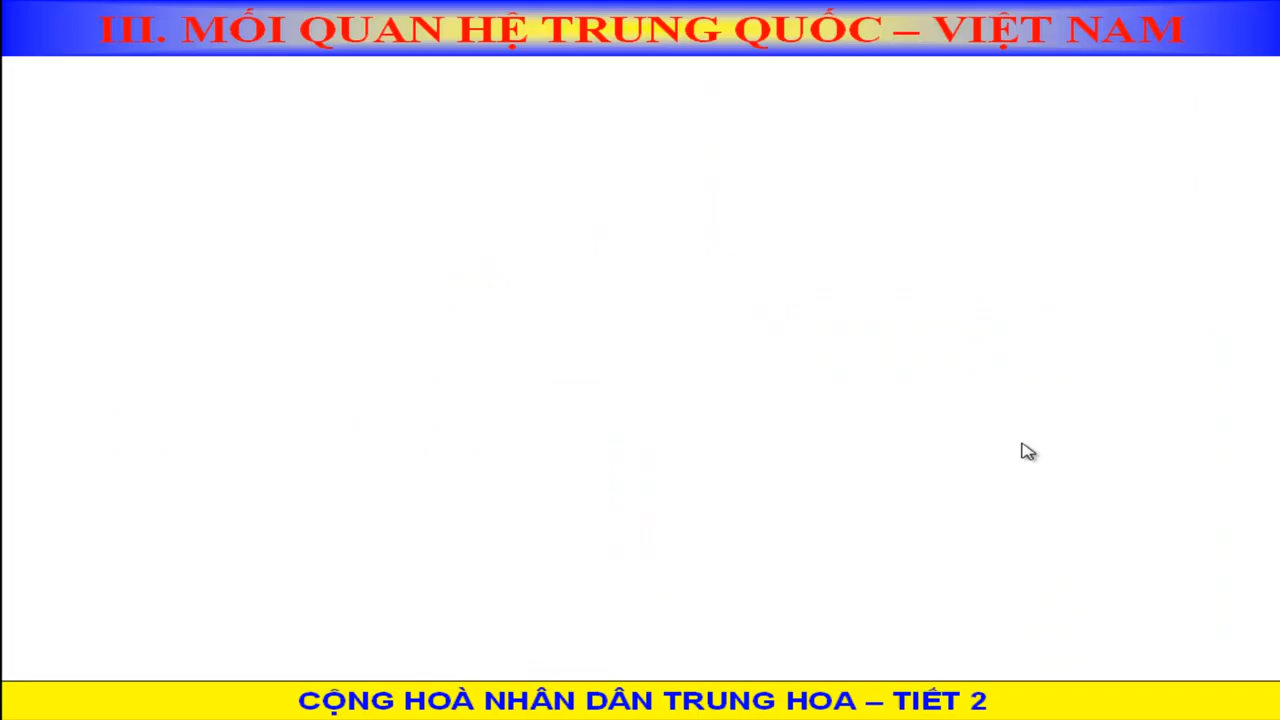 III. MỐI QUAN HỆ TRUNG QUỐC – VIỆT NAM
CỘNG HOÀ NHÂN DÂN TRUNG HOA – TIẾT 2